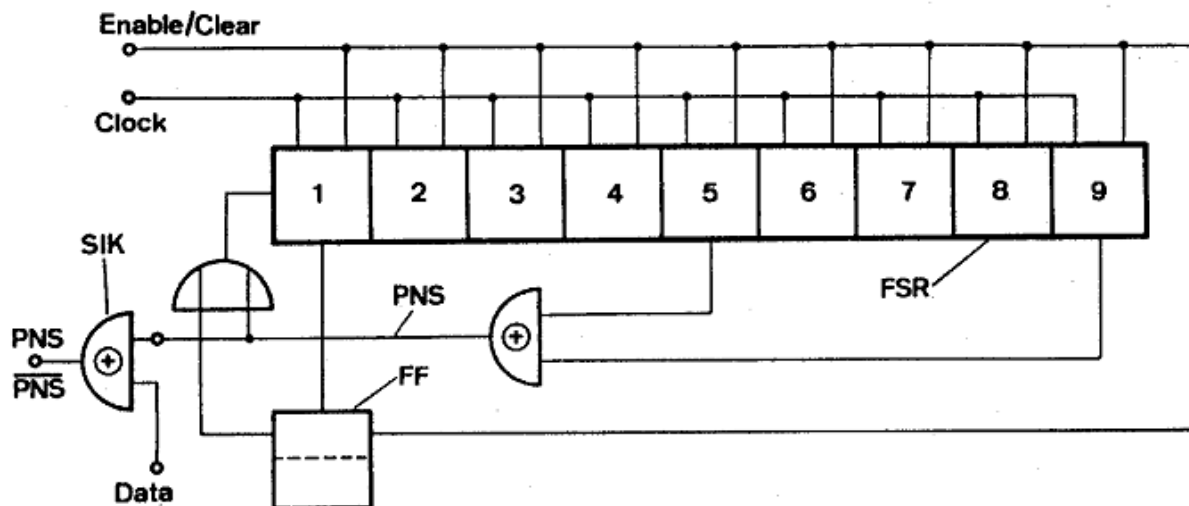 Enable/Clear
Clock
1 2 3 4 5 6 7 8 9
SIK
PNS
FSR
PNS
PNS
FF
Data